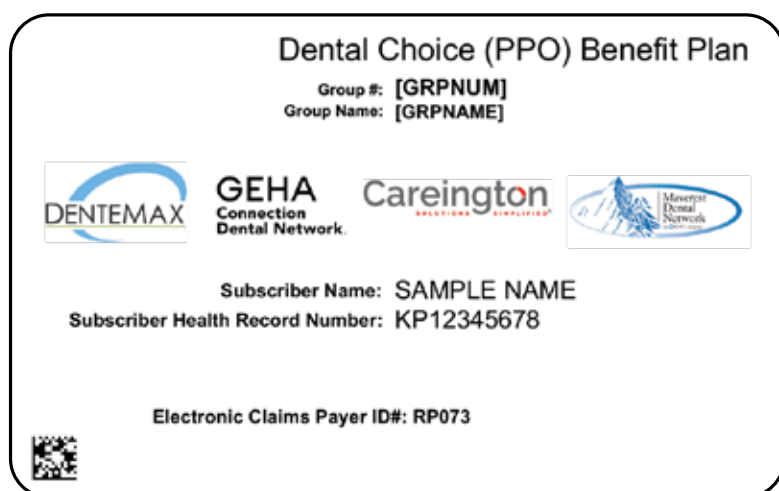 Dental Choice (PPO) Benefit Plan
Group #: [GRPNUM]
Group Name: [GRPNAME]
DENTEMAX
GEHA
Connection
Dental Network.
Careington
SOLUTIONS SIMPLIFIED
Maverest
Dental
Network
Subscriber Name: SAMPLE NAME
Subscriber Health Record Number: KP12345678
Electronic Claims Payer ID#: RP073